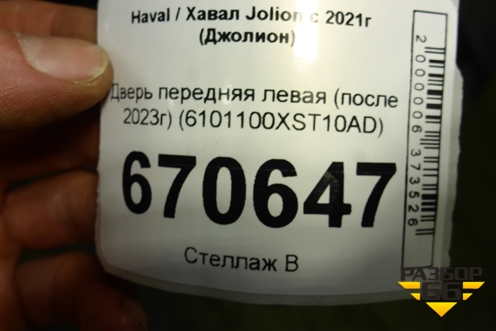 Haval / Хавал Jolion с 2021г
(Джолион)
Дверь передняя левая (после
2023г) (6101100XST10AD)
670647
Стеллаж В
2000006373526
РАЗБОР
66